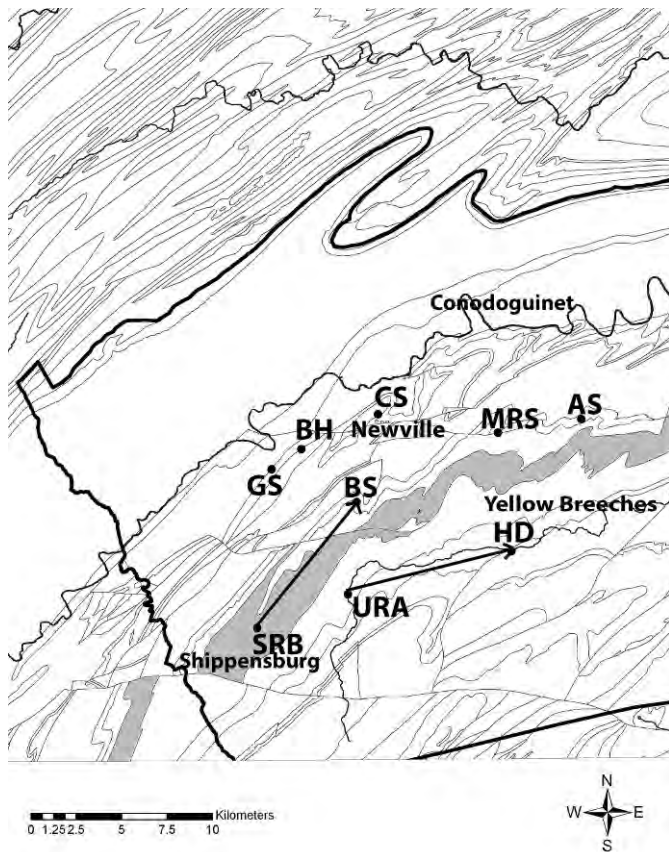 Conodoguinet
CS
BH
Newville
MRS
AS
GS
BS
Yellow Breeches
HD
URA
SRB
Shippensburg
Kilometers
0 1.25 2.5 5 7.5 10
N
W E
S